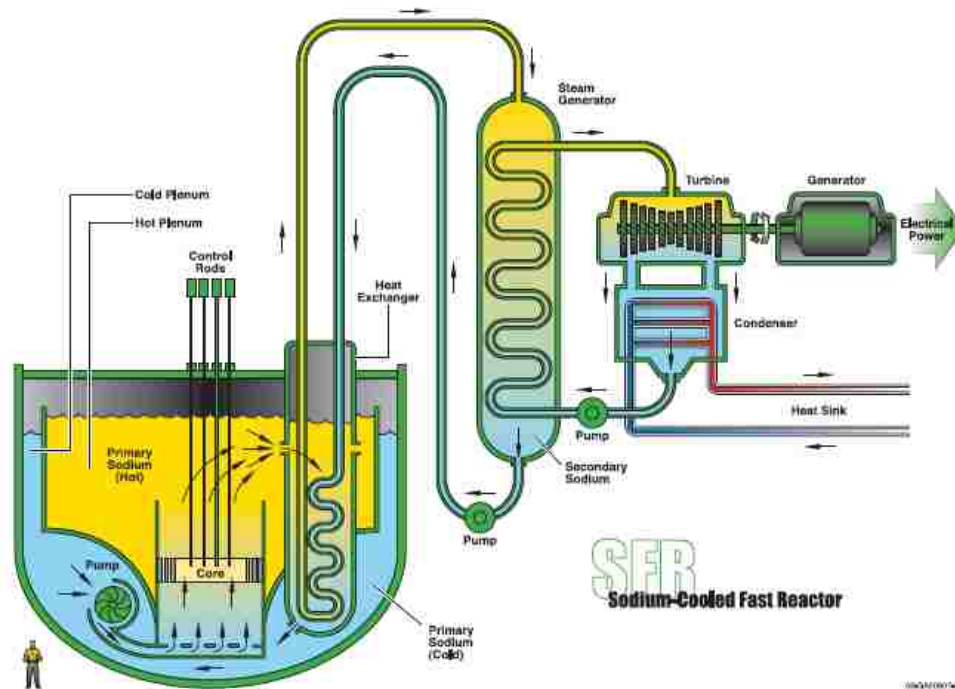 Steam
Generator
Cold Plenum
Hot Plenum
Turbine
Generator
Electrical
Power
Control
Rods
Heat
Exchanger
Condenser
Heat Sink
Pump
Primary
Sodium
(Hot)
Secondary
Sodium
Pump
Pump
Core
SFR
Sodium-Cooled Fast Reactor
Primary
Sodium
(Cold)